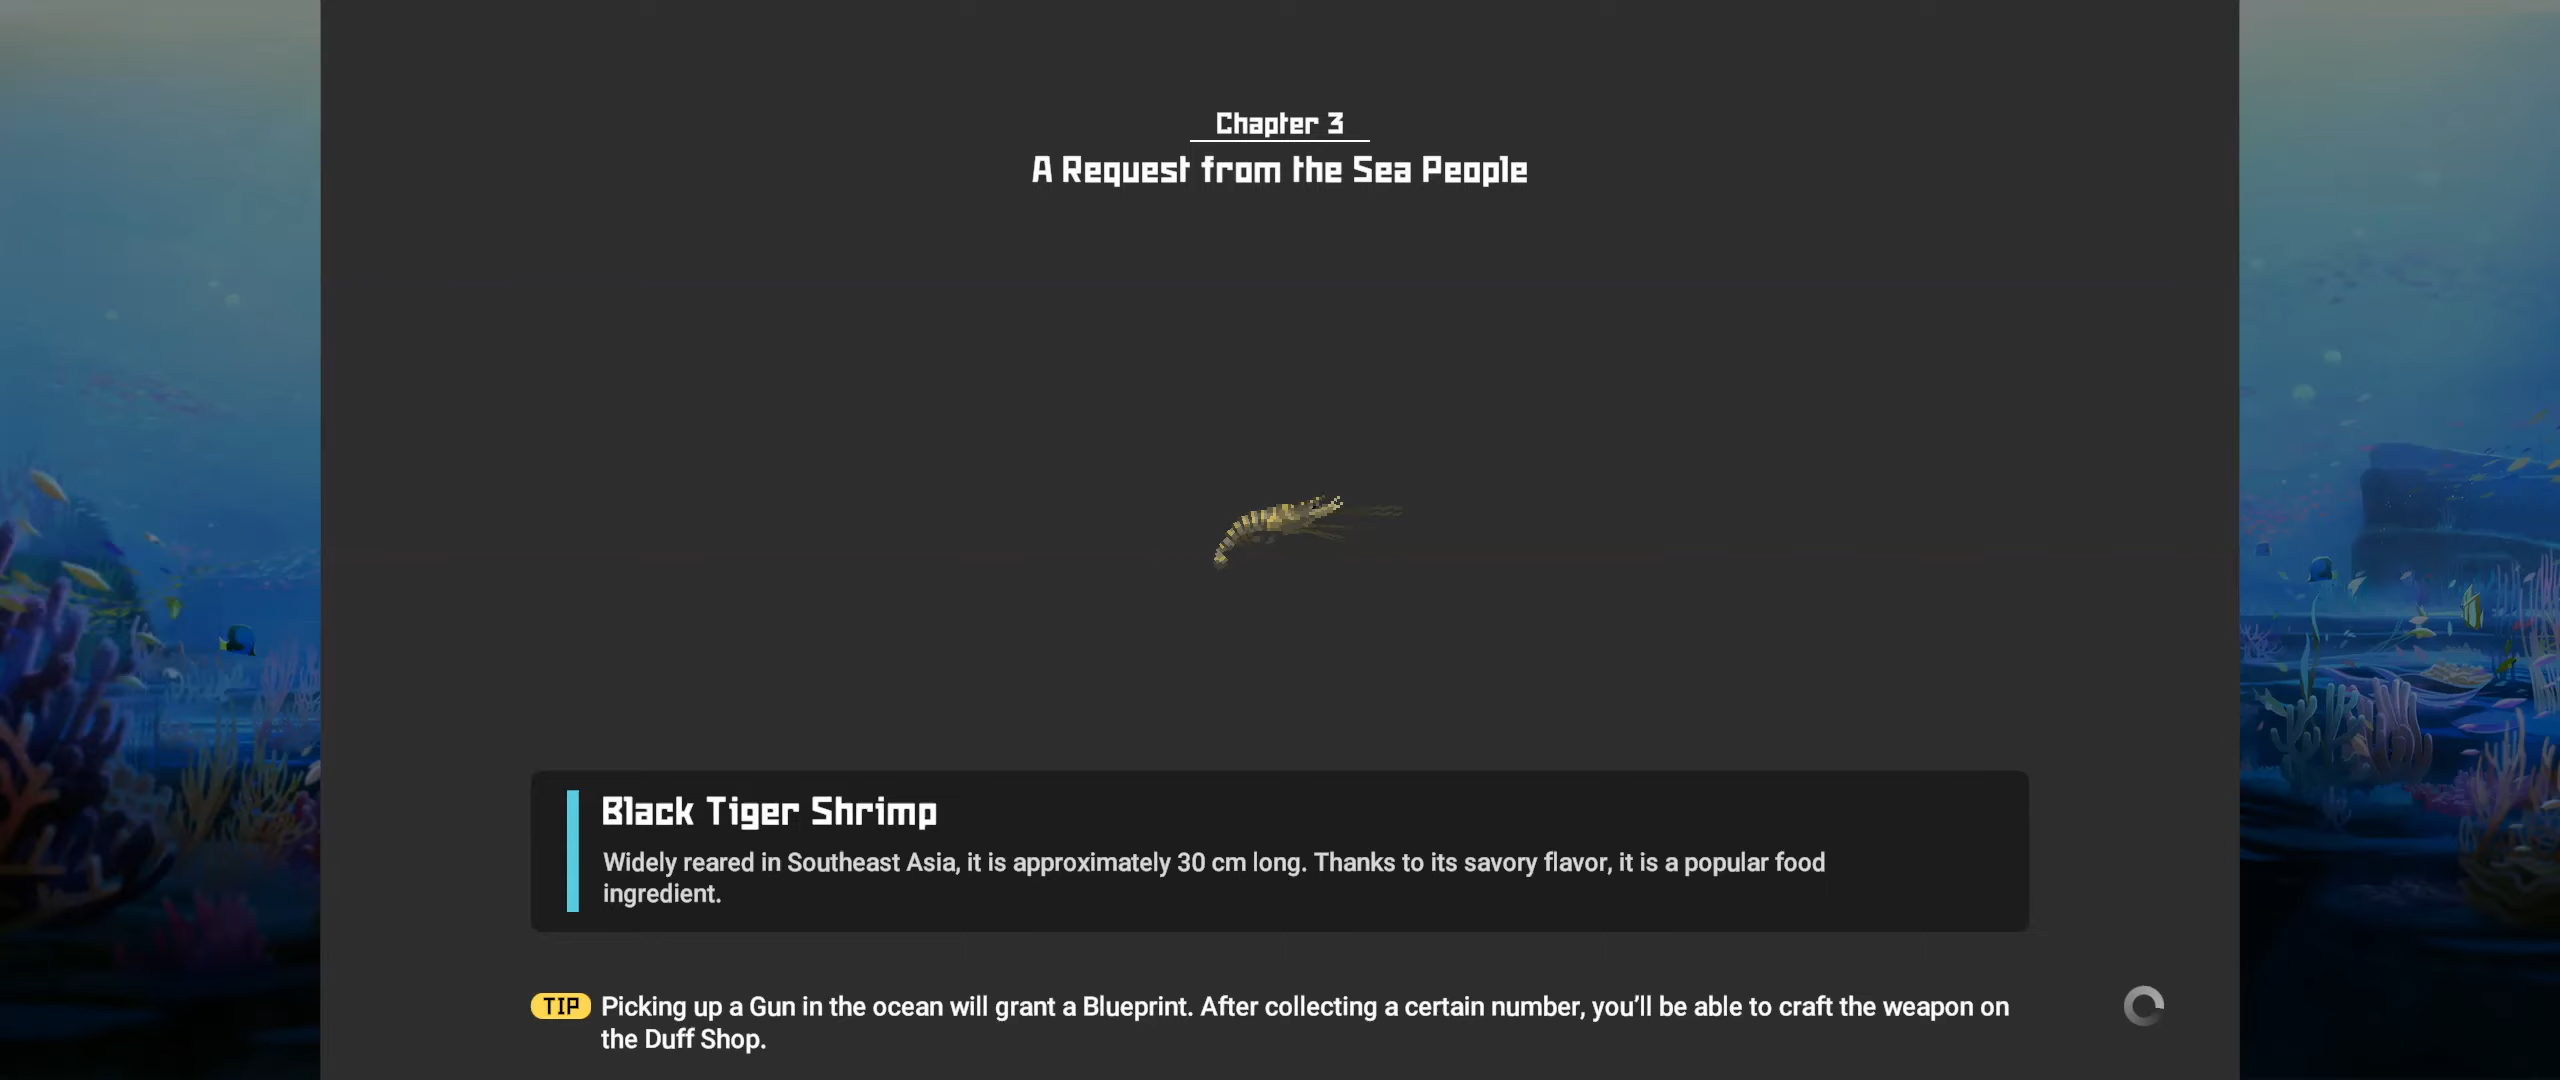 Chapter 3
A Request from the Sea People
Black Tiger Shrimp
Widely reared in Southeast Asia, it is approximately 30 cm long. Thanks to its savory flavor, it is a popular food
ingredient.
TIP Picking up a Gun in the ocean will grant a Blueprint. After collecting a certain number, you’ll be able to craft the weapon on
the Duff Shop.